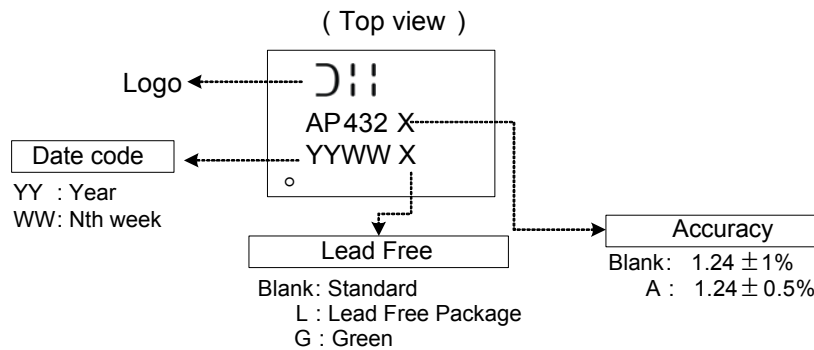 ( Top view )
Logo
AP432 X
YYWW X
Date code
YY : Year
WW: Nth week
Lead Free
Blank: Standard
L : Lead Free Package
G : Green
Accuracy
Blank: 1.24 ± 1%
A : 1.24 ± 0.5%